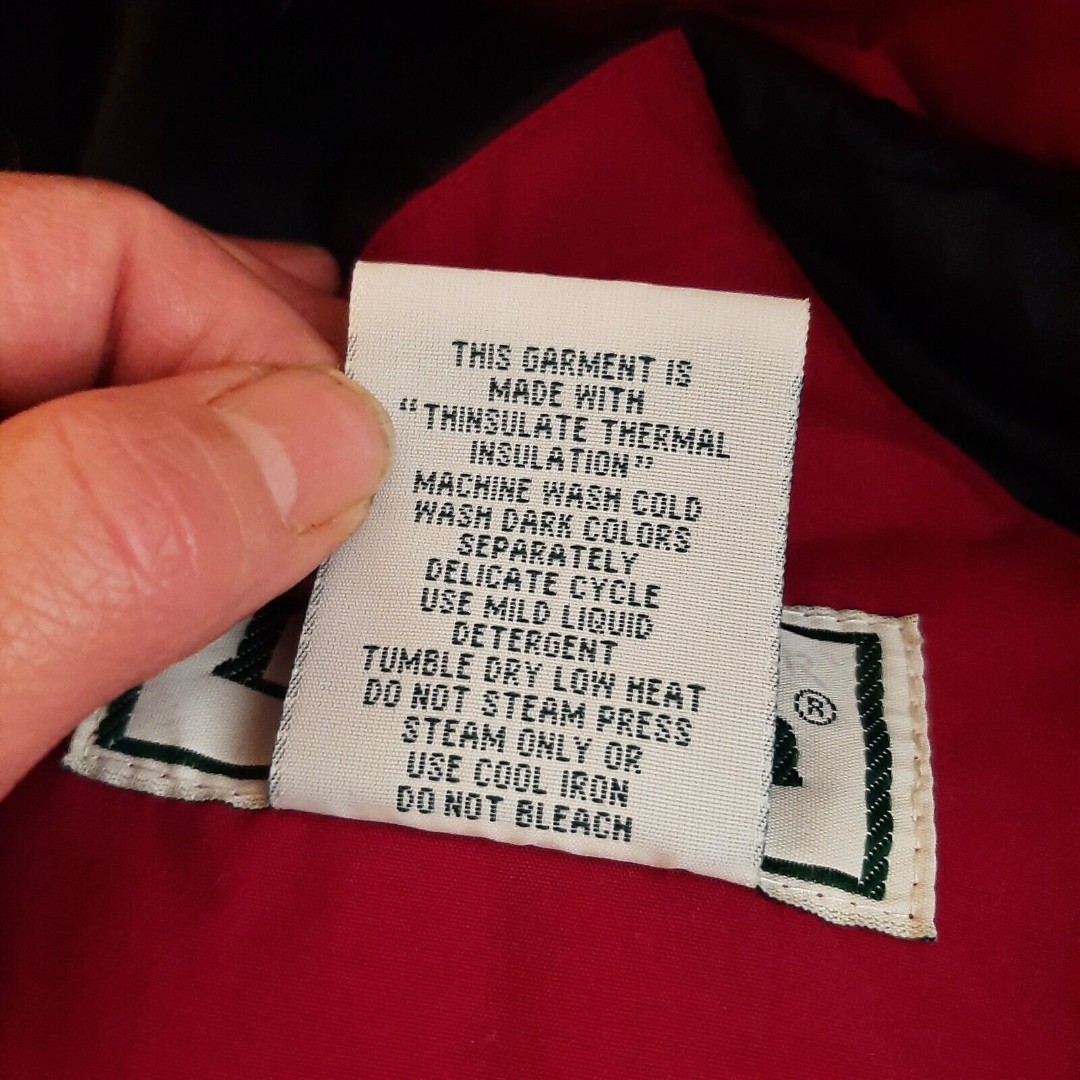 THIS GARMENT IS
MADE WITH
“THINSULATE THERMAL
INSULATION”
MACHINE WASH COLD
WASH DARK COLORS
SEPARATELY
DELICATE CYCLE
USE MILD LIQUID
DETERGENT
TUMBLE DRY LOW HEAT
DO NOT STEAM PRESS
STEAM ONLY OR
USE COOL IRON
DO NOT BLEACH
®